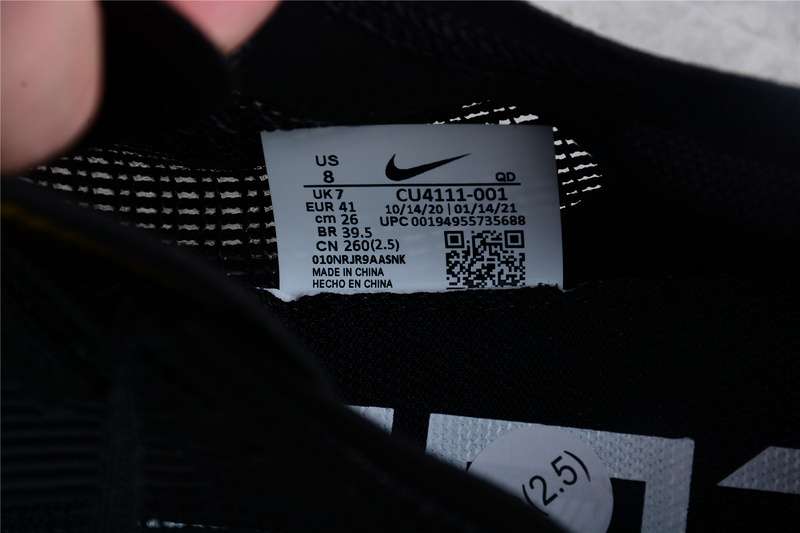 US
8
QD
UK 7
CU4111-001
EUR 41
10/14/20 | 01/14/21
cm 26
UPC 00194955735688
BR 39.5
CN 260(2.5)
010NRJR9AASNK
MADE IN CHINA
HECHO EN CHINA
(2.5)